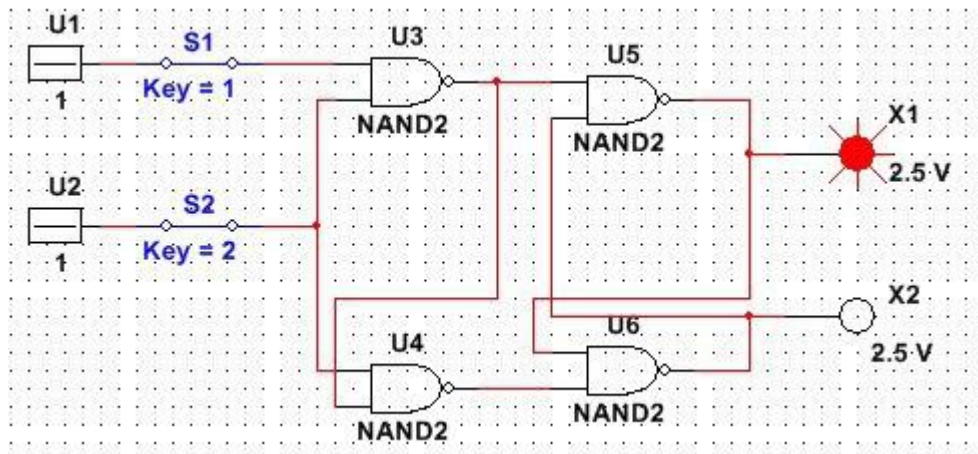 U1
S1
Key = 1
1
U3
NAND2
U5
NAND2
X1
2.5 V
U2
S2
Key = 2
1
U4
NAND2
U6
NAND2
X2
2.5 V